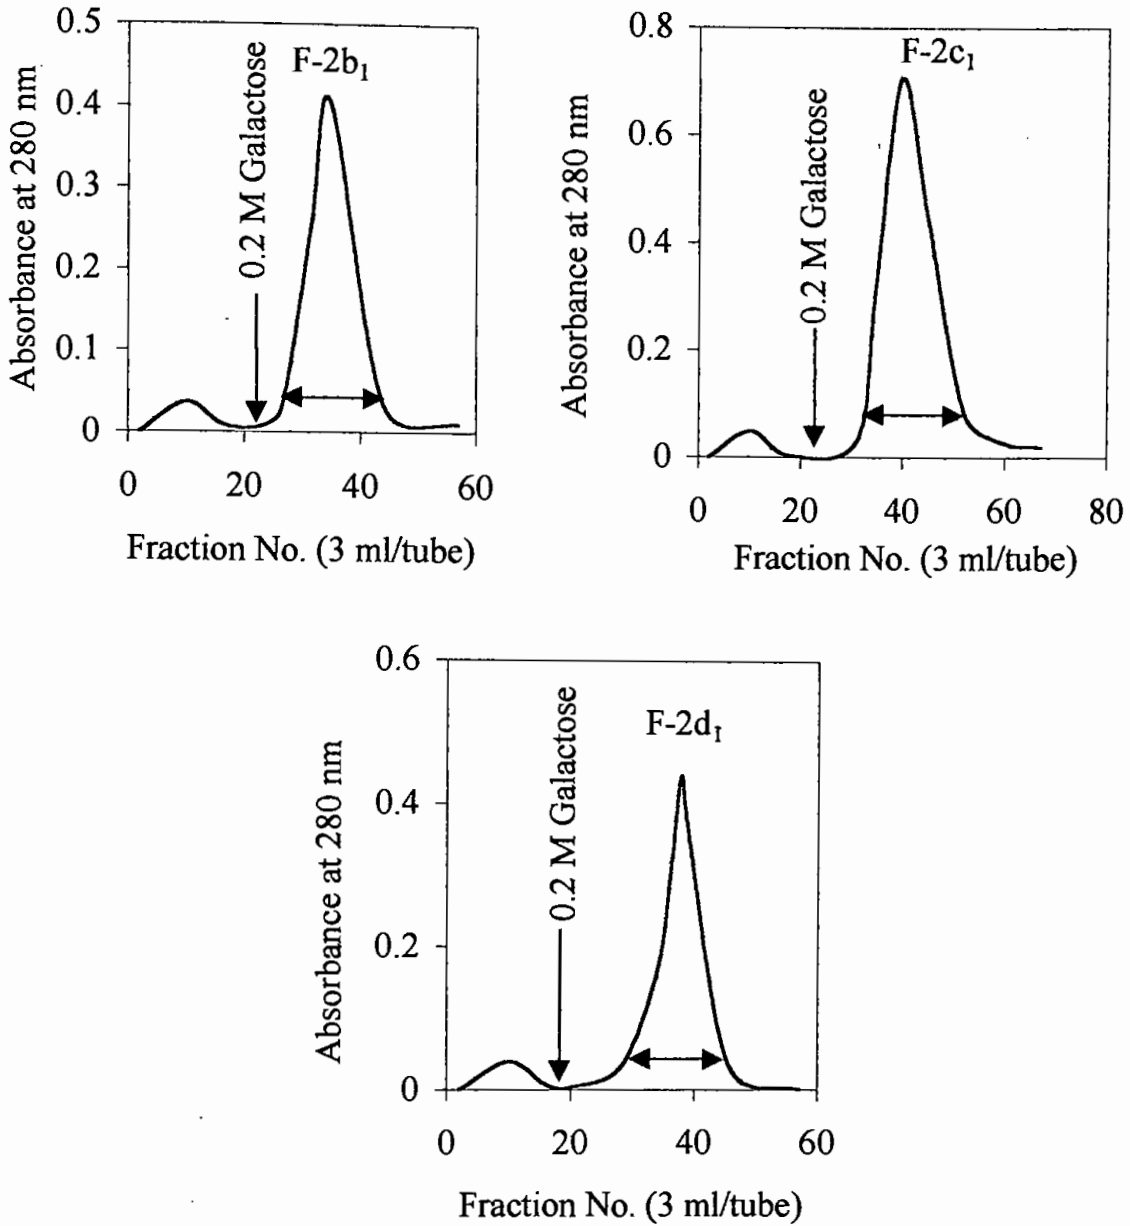 F-2b₁
0.5
0.4
0.3
0.2
0.1
0
Absorbance at 280 nm
0.2 M Galactose
0 20 40 60
Fraction No. (3 ml/tube)
F-2c₁
0.8
0.6
0.4
0.2
0
Absorbance at 280 nm
0.2 M Galactose
0 20 40 60 80
Fraction No. (3 ml/tube)
F-2d₁
0.6
0.4
0.2
0
Absorbance at 280 nm
0.2 M Galactose
0 20 40 60
Fraction No. (3 ml/tube)